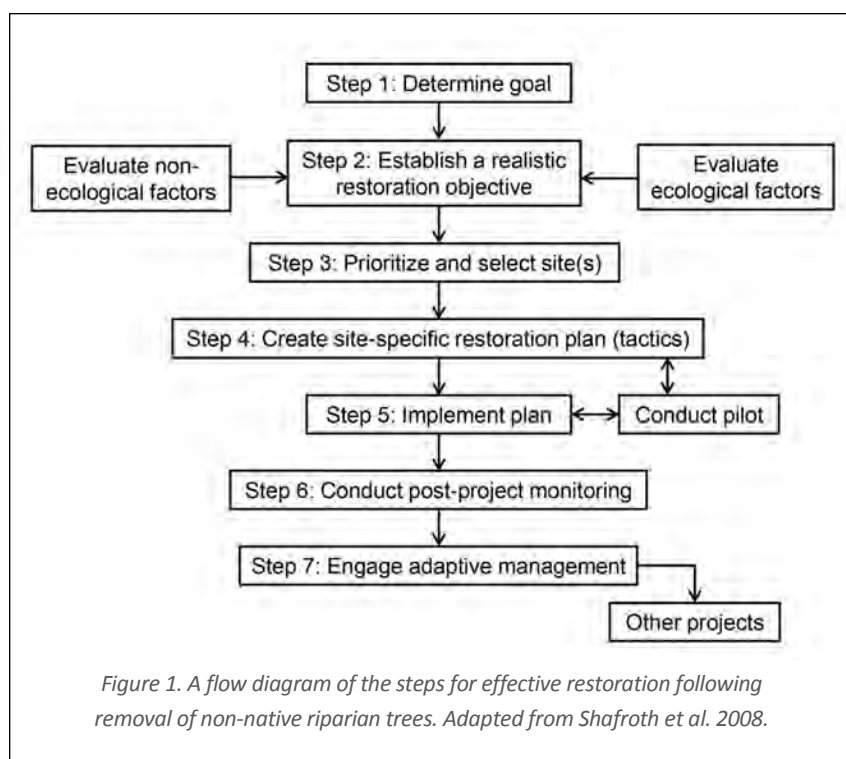 Step 1: Determine goal
Evaluate non-
ecological factors
Step 2: Establish a realistic
restoration objective
Evaluate
ecological factors
Step 3: Prioritize and select site(s)
Step 4: Create site-specific restoration plan (tactics)
Step 5: Implement plan
Conduct pilot
Step 6: Conduct post-project monitoring
Step 7: Engage adaptive management
Other projects
Figure 1. A flow diagram of the steps for effective restoration following
removal of non-native riparian trees. Adapted from Shafroth et al. 2008.